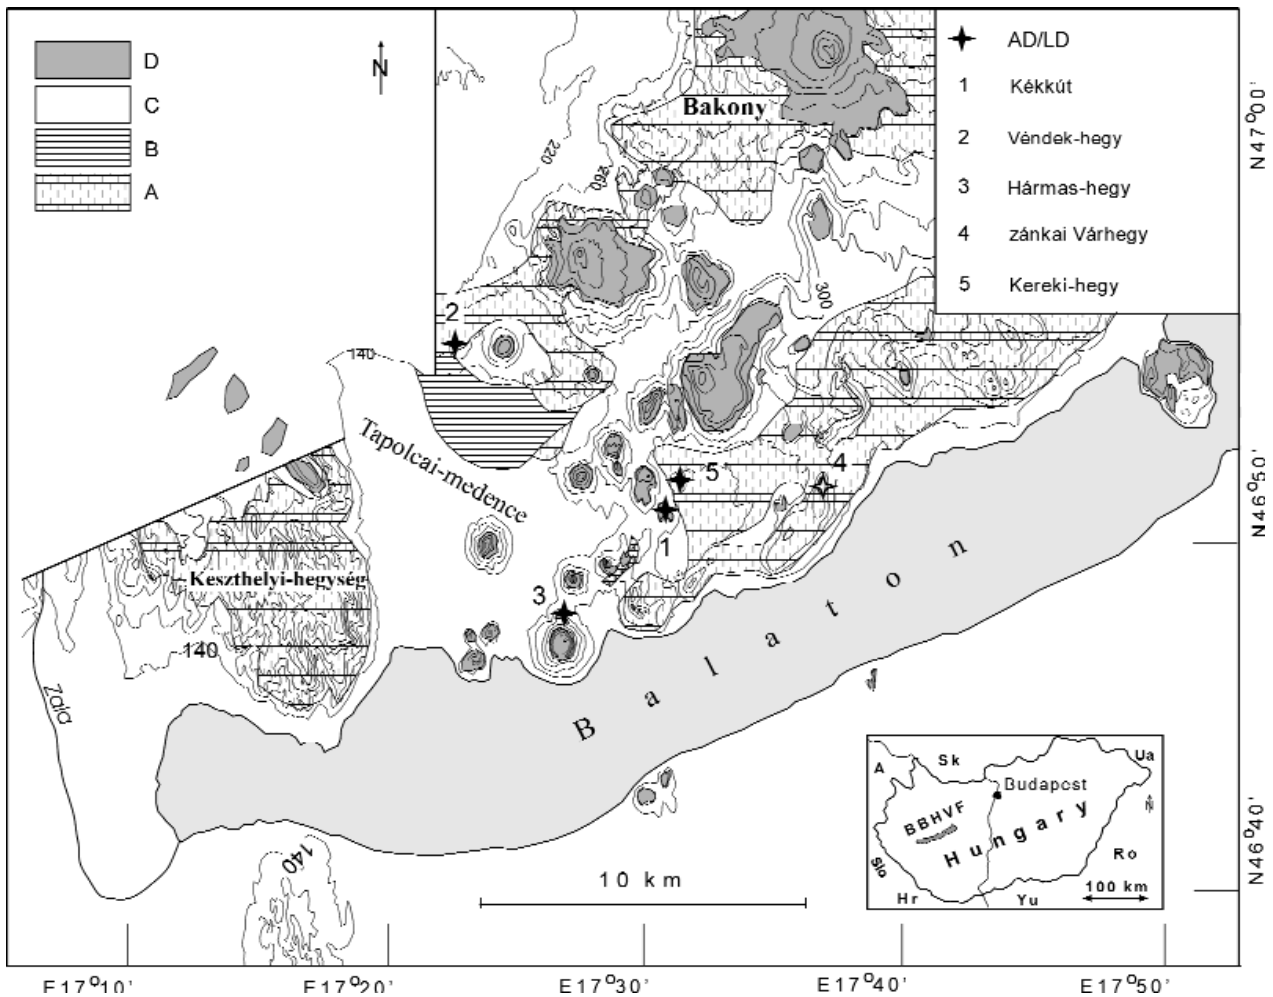 D
C
B
A
N
AD/LD
1 Kékkút
2 Véndek-hegy
3 Hármas-hegy
4 zánkai Várhegy
5 Kereki-hegy
N47°00'
N46°50'
N46°40'
Bakony
220
260
300
2
140
Tapolcai-medence
5
4
1
3
Keszthelyi-hegység
140
Zala
Balaton
140
10 km
A
Sk
Ua
Budapest
N
BBHVF
Hungary
Slo
Ro
Hr
Yu
100 km
E17°10'
E17°20'
E17°30'
E17°40'
E17°50'